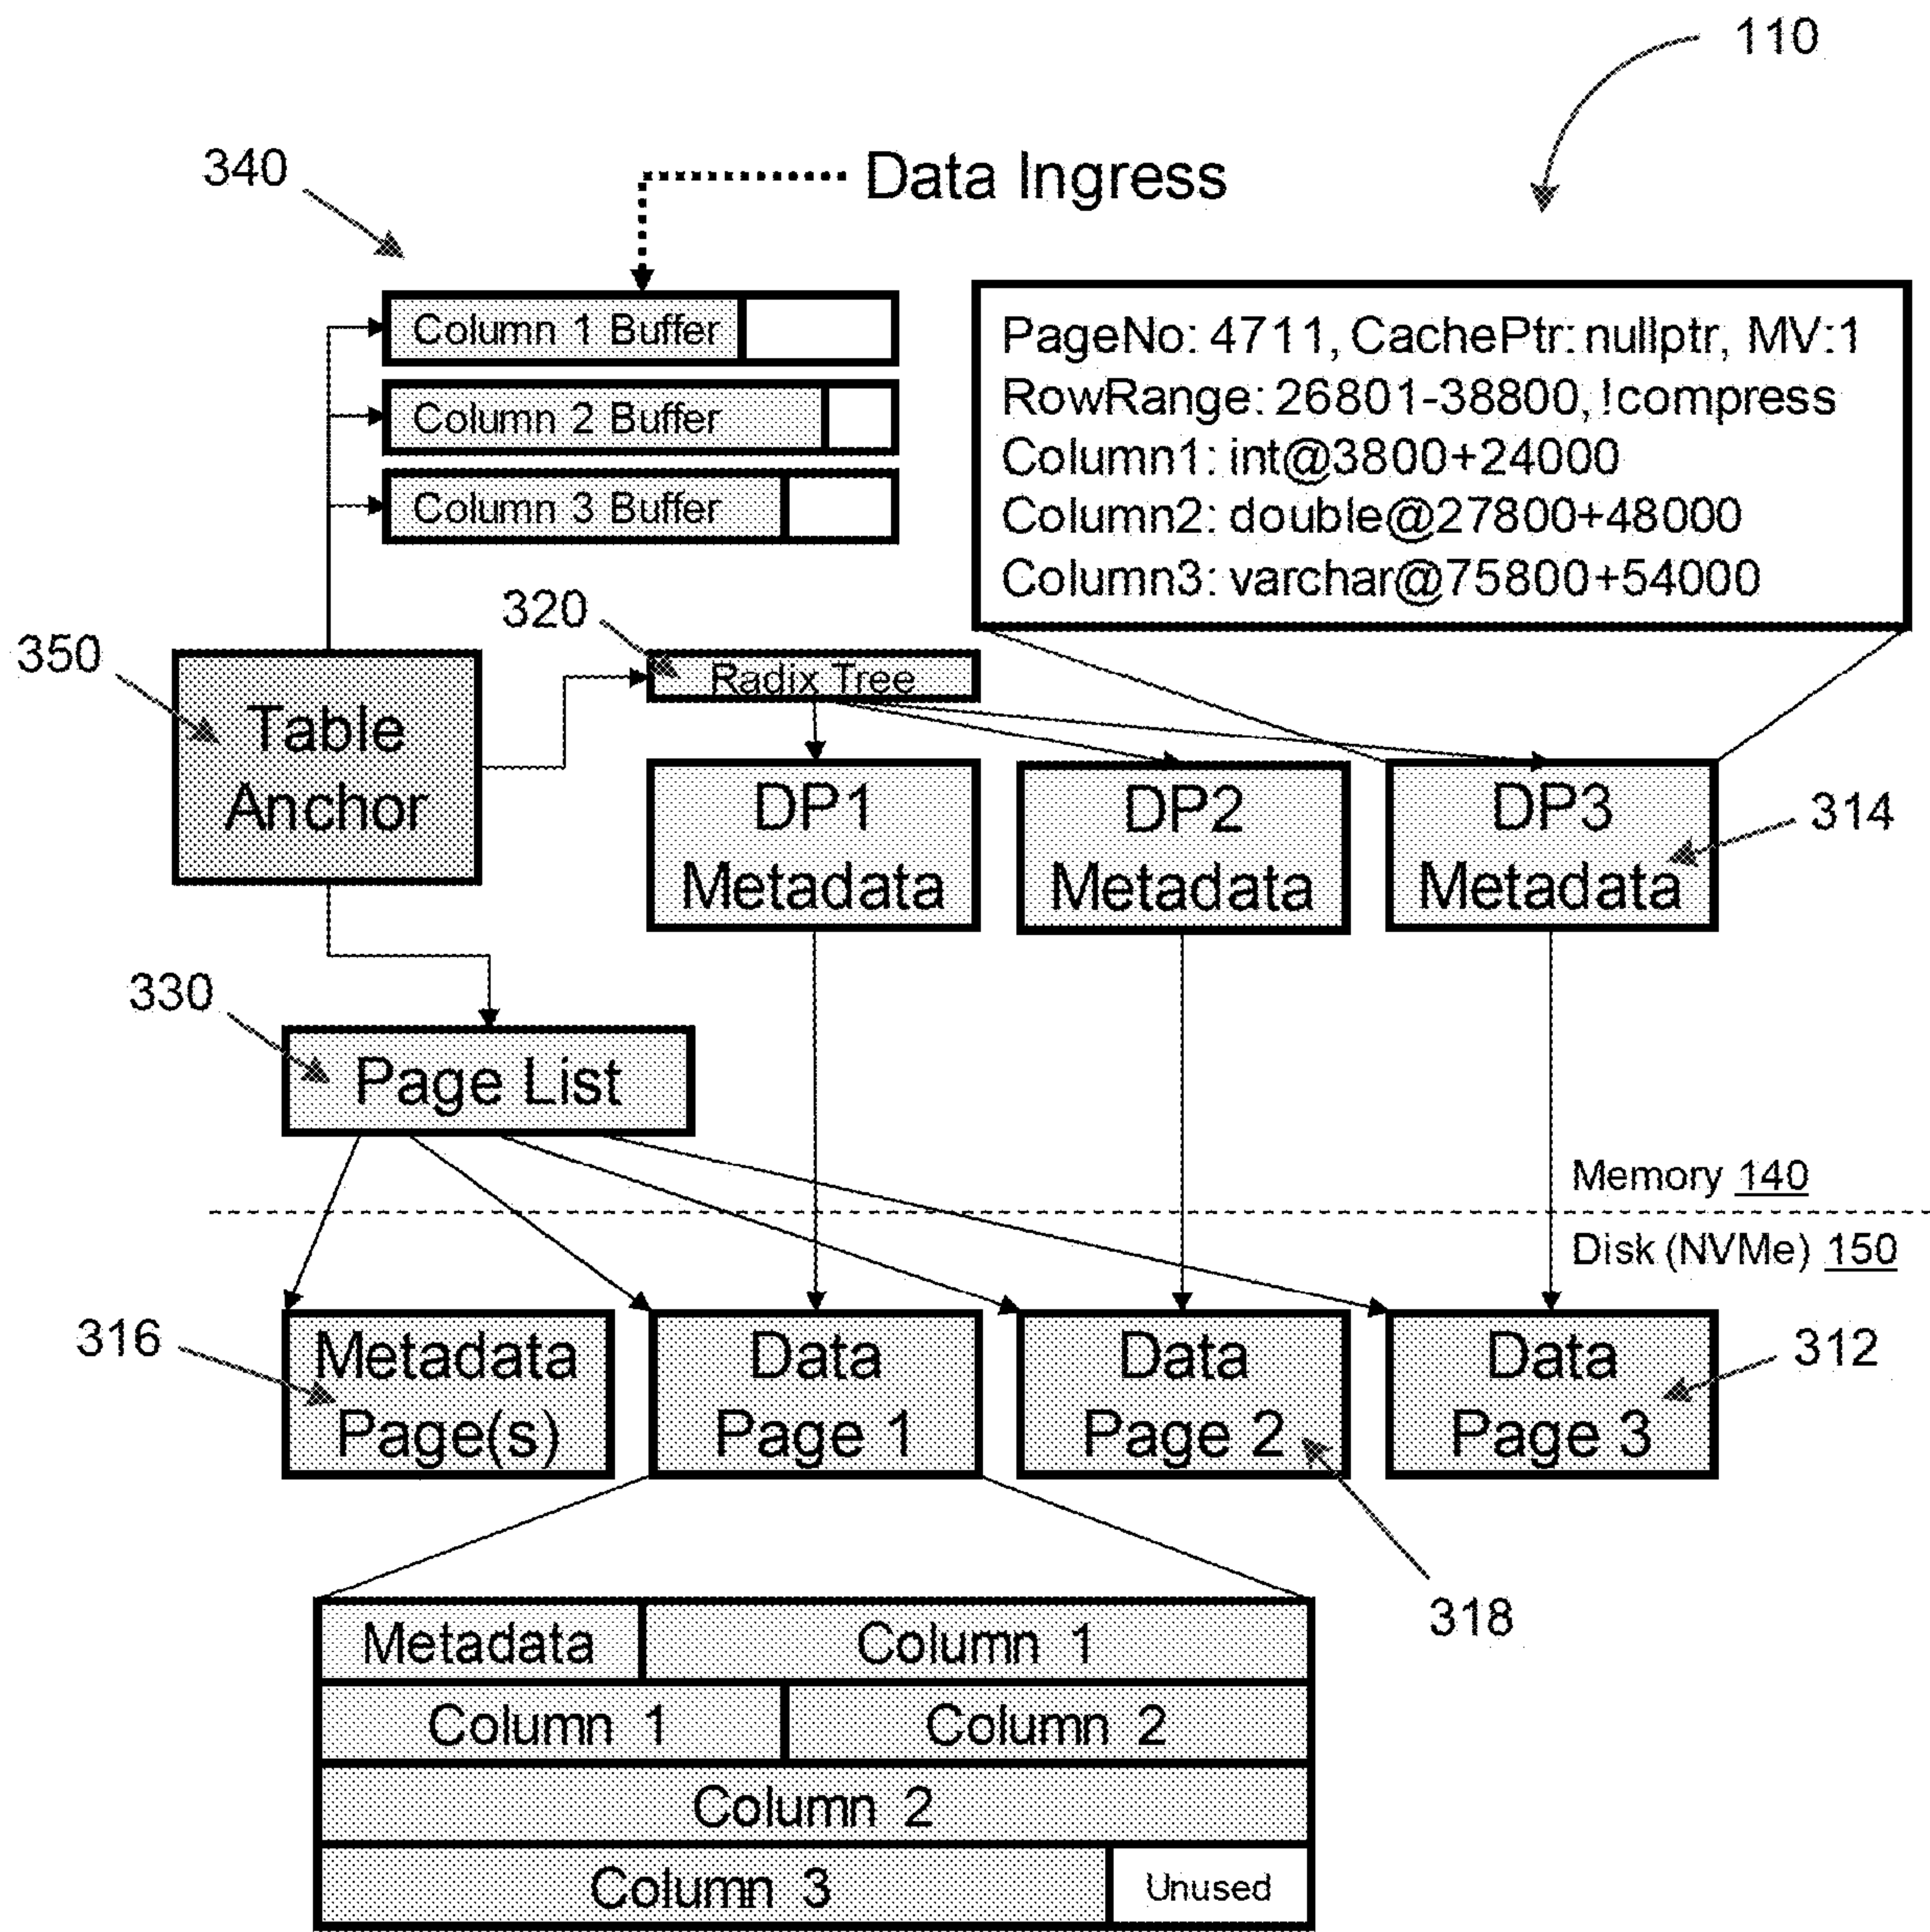 110
340
Data Ingress
Column 1 Buffer
Column 2 Buffer
Column 3 Buffer
PageNo: 4711, CachePtr: nullptr, MV:1
RowRange: 26801-38800, !compress
Column1: int@3800+24000
Column2: double@27800+48000
Column3: varchar@75800+54000
320
350
Radix Tree
Table
Anchor
DP1
Metadata
DP2
Metadata
DP3
Metadata
314
330
Page List
Memory 140
Disk (NVMe) 150
316
Metadata
Page(s)
Data
Page 1
Data
Page 2
Data
Page 3
312
318
Metadata
Column 1
Column 1
Column 2
Column 2
Column 3
Unused